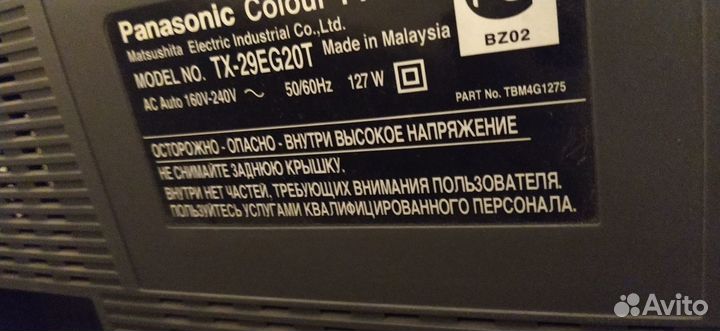 Panasonic Colour
Matsushita Electric Industrial Co.,Ltd.
MODEL NO. TX-29EG20T Made in Malaysia
AC Auto 160V-240V ~ 50/60Hz 127W
BZ02
PART No. TBM4G1275
ОСТОРОЖНО - ОПАСНО - ВНУТРИ ВЫСОКОЕ НАПРЯЖЕНИЕ
НЕ СНИМАЙТЕ ЗАДНЮЮ КРЫШКУ.
ВНУТРИ НЕТ ЧАСТЕЙ, ТРЕБУЮЩИХ ВНИМАНИЯ ПОЛЬЗОВАТЕЛЯ.
ПОЛЬЗУЙТЕСЬ УСЛУГАМИ КВАЛИФИЦИРОВАННОГО ПЕРСОНАЛА.
Avito